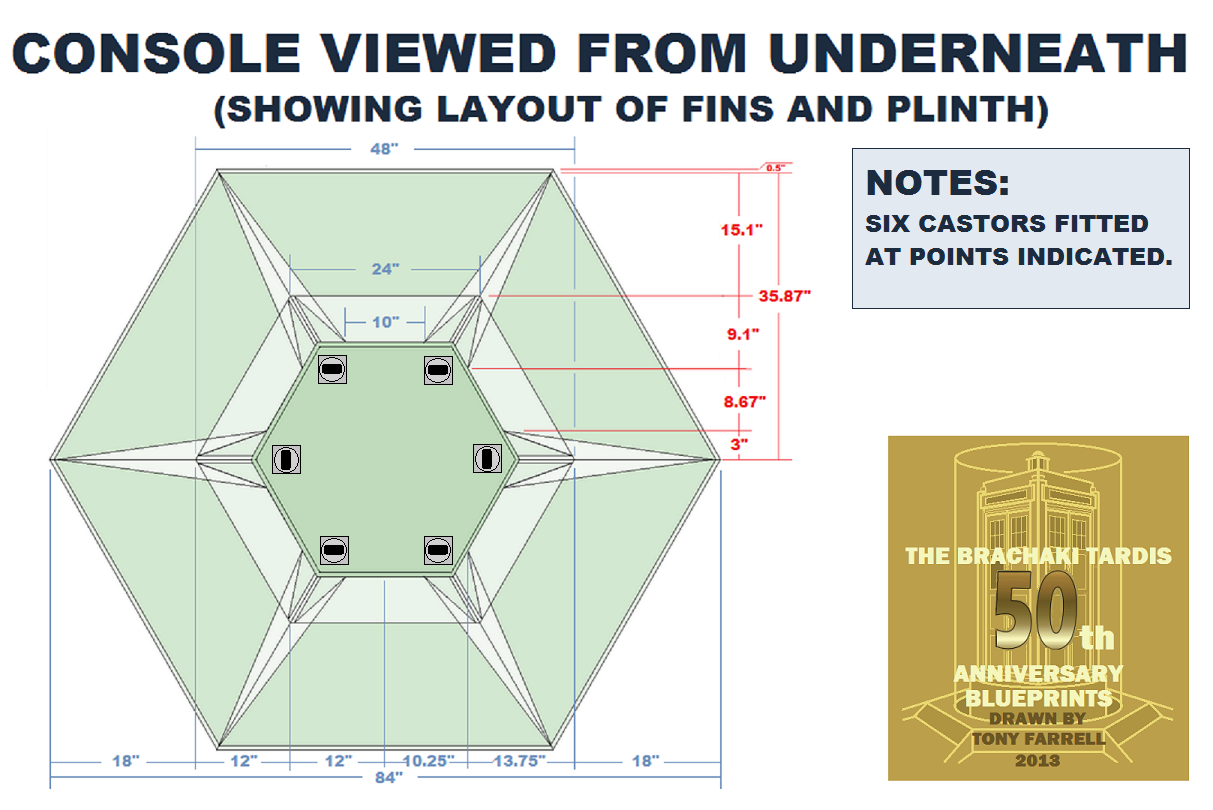 CONSOLE VIEWED FROM UNDERNEATH
(SHOWING LAYOUT OF FINS AND PLINTH)
48"
0.5"
NOTES:
SIX CASTORS FITTED
AT POINTS INDICATED.
15.1"
24"
35.87"
10"
9.1"
8.67"
3"
THE BRACHAKI TARDIS
50th
ANNIVERSARY
BLUEPRINTS
DRAWN BY
TONY FARRELL
2013
18" 12" 12" 10.25" 13.75" 18"
84"